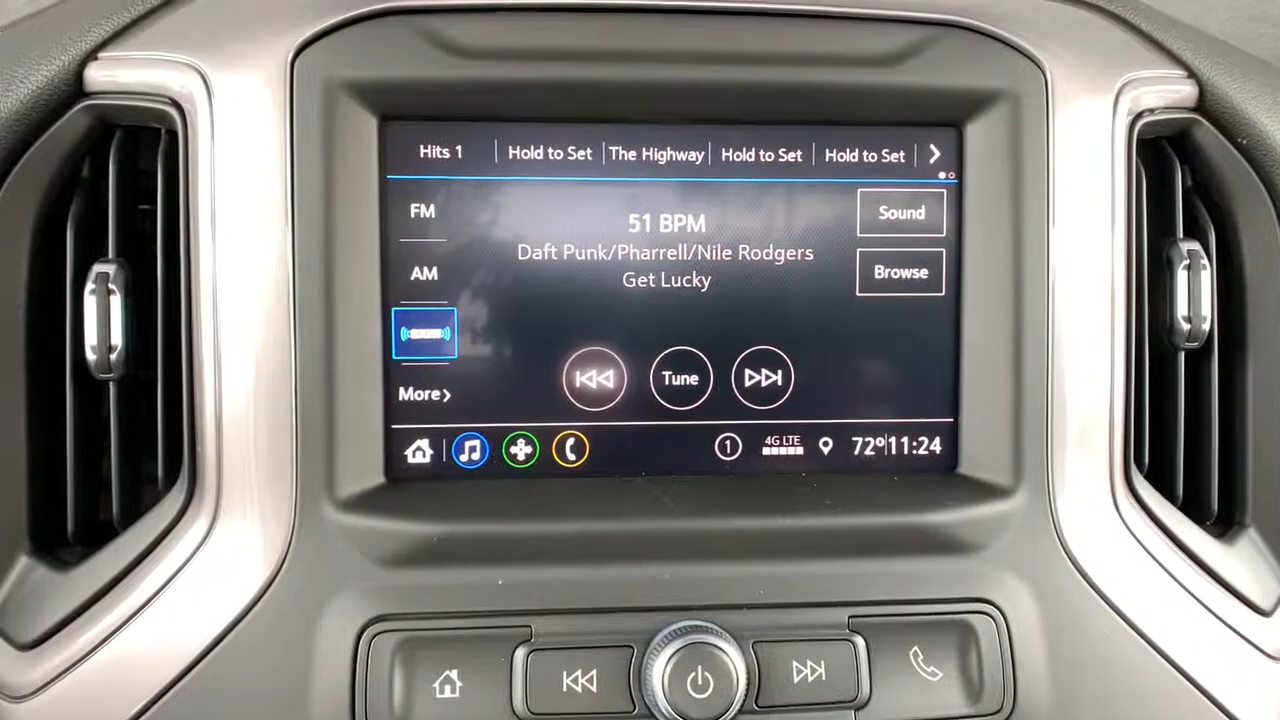 Hits 1
Hold to Set
The Highway
Hold to Set
Hold to Set
FM
51 BPM
Sound
Daft Punk/Pharrell/Nile Rodgers
Get Lucky
AM
Browse
Tune
More
1
4G LTE
72°
11:24